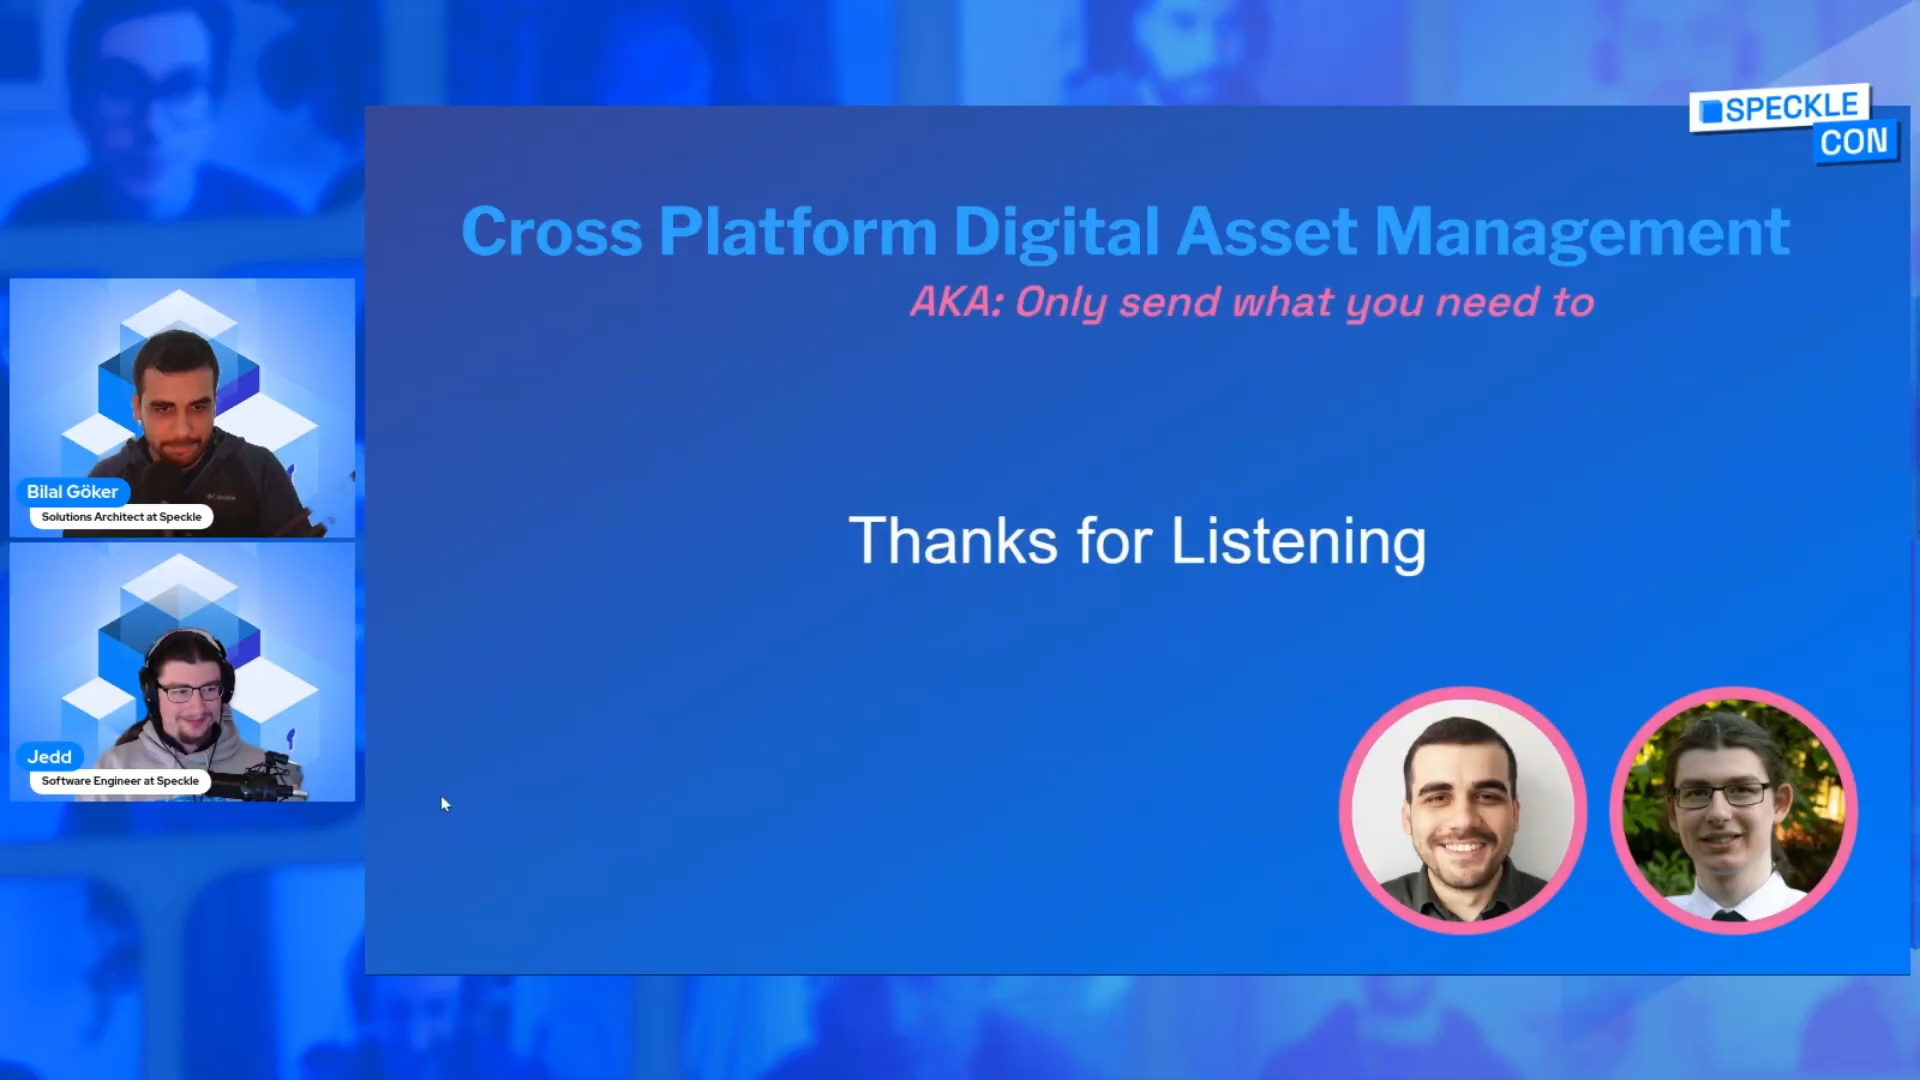 SPECKLE
CON
Cross Platform Digital Asset Management
AKA: Only send what you need to
Thanks for Listening
Bilal Göker
Solutions Architect at Speckle
Jedd
Software Engineer at Speckle